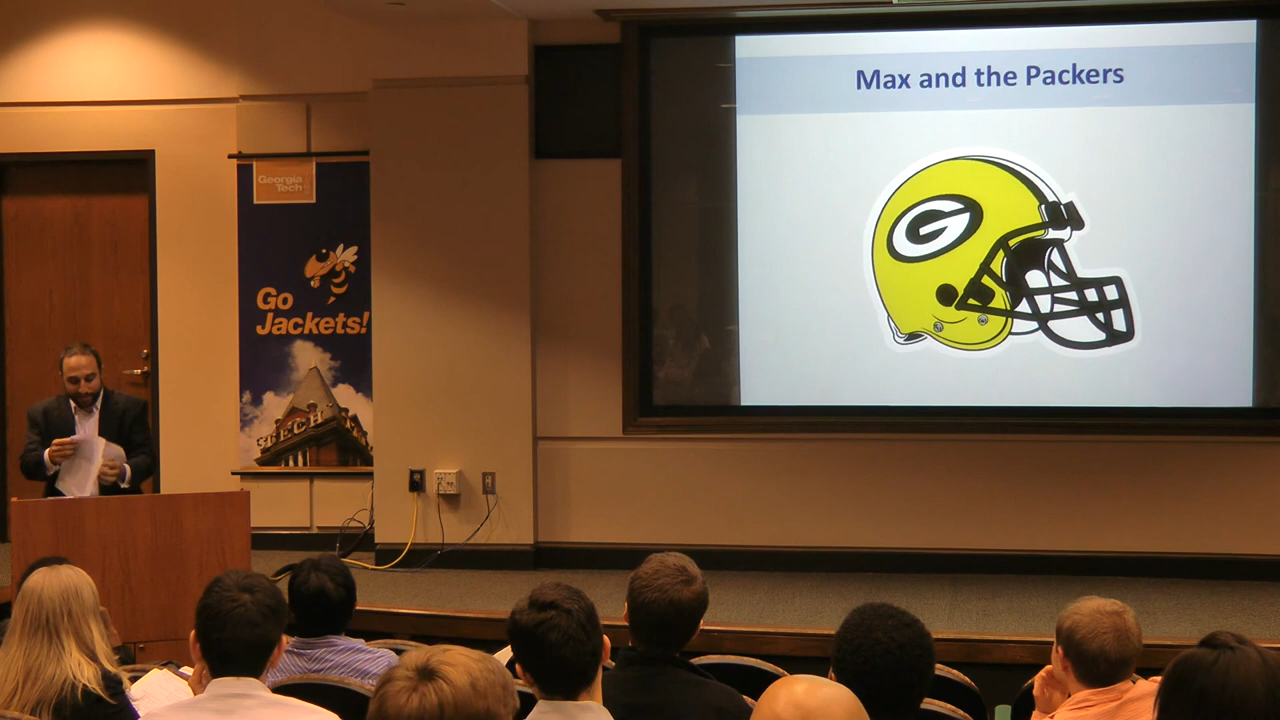 Max and the Packers
G
Georgia
Tech
Go
Jackets!
TECH